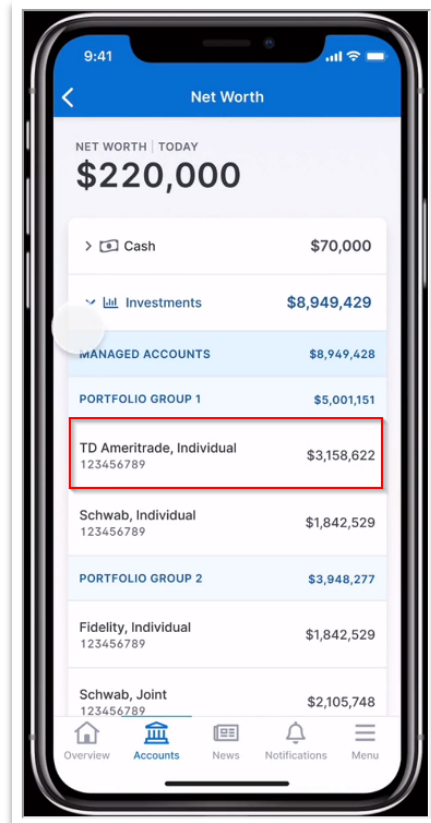 9:41
Net Worth
NET WORTH | TODAY
$220,000
Cash $70,000
Investments $8,949,429
MANAGED ACCOUNTS $8,949,428
PORTFOLIO GROUP 1 $5,001,151
TD Ameritrade, Individual $3,158,622
123456789
Schwab, Individual $1,842,529
123456789
PORTFOLIO GROUP 2 $3,948,277
Fidelity, Individual $1,842,529
123456789
Schwab, Joint $2,105,748
123456789
Overview Accounts News Notifications Menu